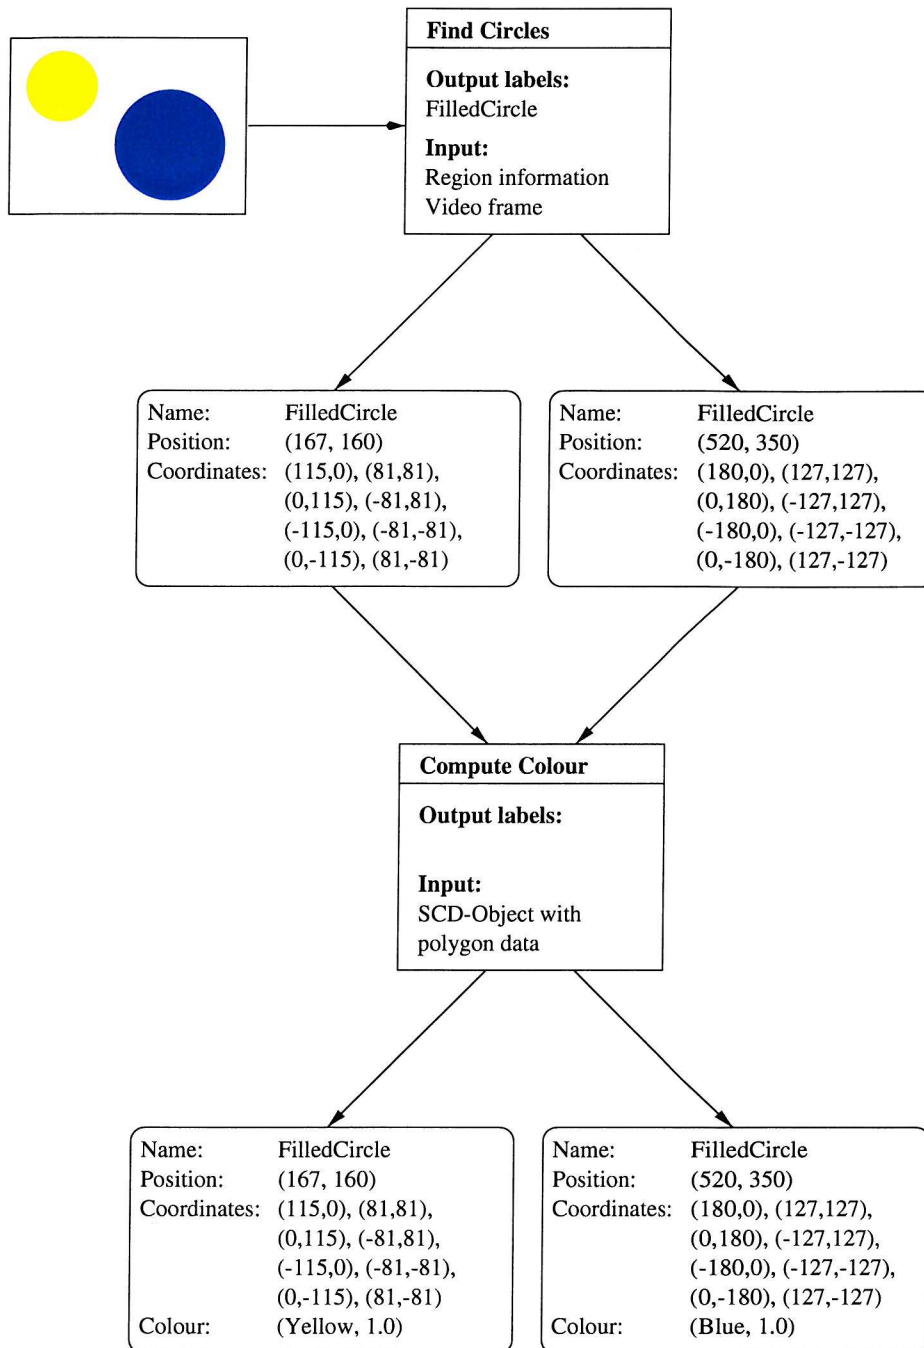 Find Circles
Output labels:
FilledCircle
Input:
Region information
Video frame
Name: FilledCircle
Position: (167, 160)
Coordinates: (115,0), (81,81),
(0,115), (-81,81),
(-115,0), (-81,-81),
(0,-115), (81,-81)
Name: FilledCircle
Position: (520, 350)
Coordinates: (180,0), (127,127),
(0,180), (-127,127),
(-180,0), (-127,-127),
(0,-180), (127,-127)
Compute Colour
Output labels:
Input:
SCD-Object with
polygon data
Name: FilledCircle
Position: (167, 160)
Coordinates: (115,0), (81,81),
(0,115), (-81,81),
(-115,0), (-81,-81),
(0,-115), (81,-81)
Colour: (Yellow, 1.0)
Name: FilledCircle
Position: (520, 350)
Coordinates: (180,0), (127,127),
(0,180), (-127,127),
(-180,0), (-127,-127),
(0,-180), (127,-127)
Colour: (Blue, 1.0)